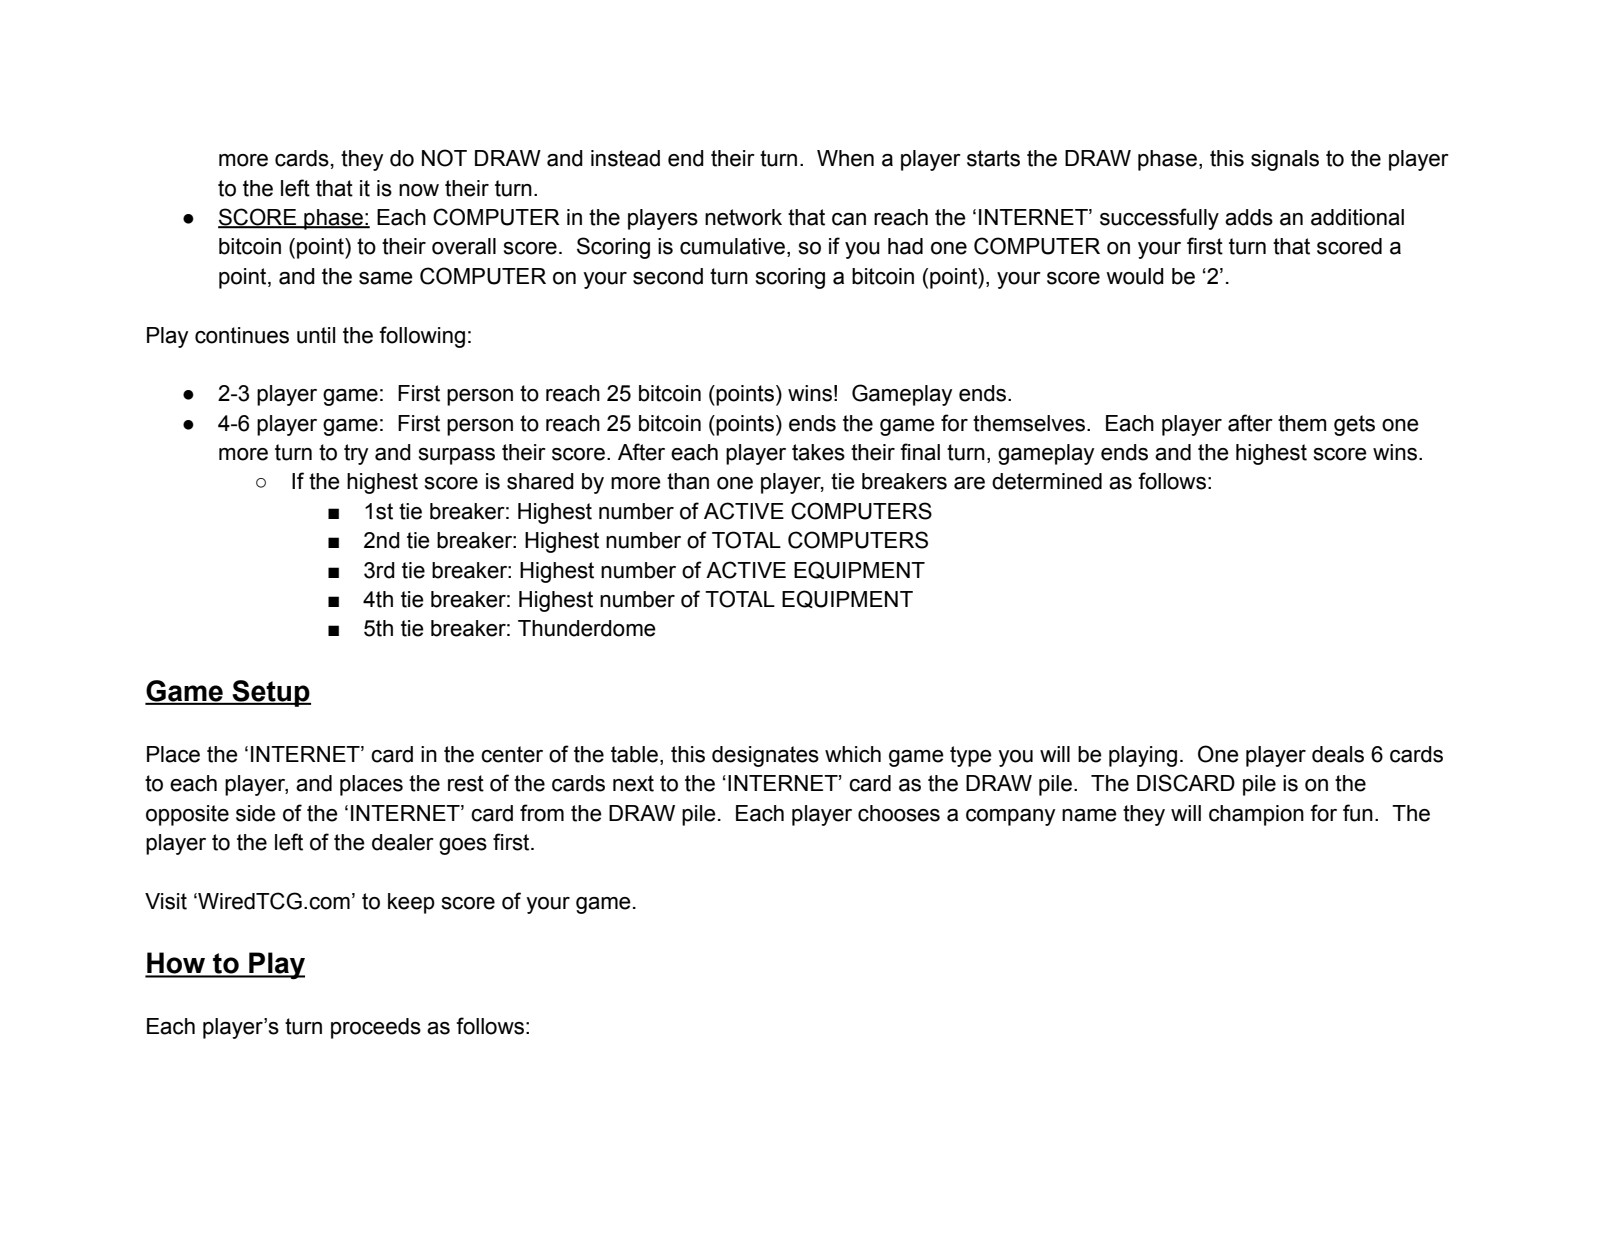 more cards, they do NOT DRAW and instead end their turn.  When a player starts the DRAW phase, this signals to the player
to the left that it is now their turn.
● SCORE phase: Each COMPUTER in the players network that can reach the ‘INTERNET’ successfully adds an additional
bitcoin (point) to their overall score.  Scoring is cumulative, so if you had one COMPUTER on your first turn that scored a
point, and the same COMPUTER on your second turn scoring a bitcoin (point), your score would be ‘2’.
Play continues until the following:
● 2-3 player game:  First person to reach 25 bitcoin (points) wins!  Gameplay ends.
● 4-6 player game:  First person to reach 25 bitcoin (points) ends the game for themselves.  Each player after them gets one
more turn to try and surpass their score. After each player takes their final turn, gameplay ends and the highest score wins.
○ If the highest score is shared by more than one player, tie breakers are determined as follows:
■ 1st tie breaker: Highest number of ACTIVE COMPUTERS
■ 2nd tie breaker: Highest number of TOTAL COMPUTERS
■ 3rd tie breaker: Highest number of ACTIVE EQUIPMENT
■ 4th tie breaker: Highest number of TOTAL EQUIPMENT
■ 5th tie breaker: Thunderdome
Game Setup
Place the ‘INTERNET’ card in the center of the table, this designates which game type you will be playing.  One player deals 6 cards
to each player, and places the rest of the cards next to the ‘INTERNET’ card as the DRAW pile.  The DISCARD pile is on the
opposite side of the ‘INTERNET’ card from the DRAW pile.  Each player chooses a company name they will champion for fun.  The
player to the left of the dealer goes first.
Visit ‘WiredTCG.com’ to keep score of your game.
How to Play
Each player’s turn proceeds as follows: